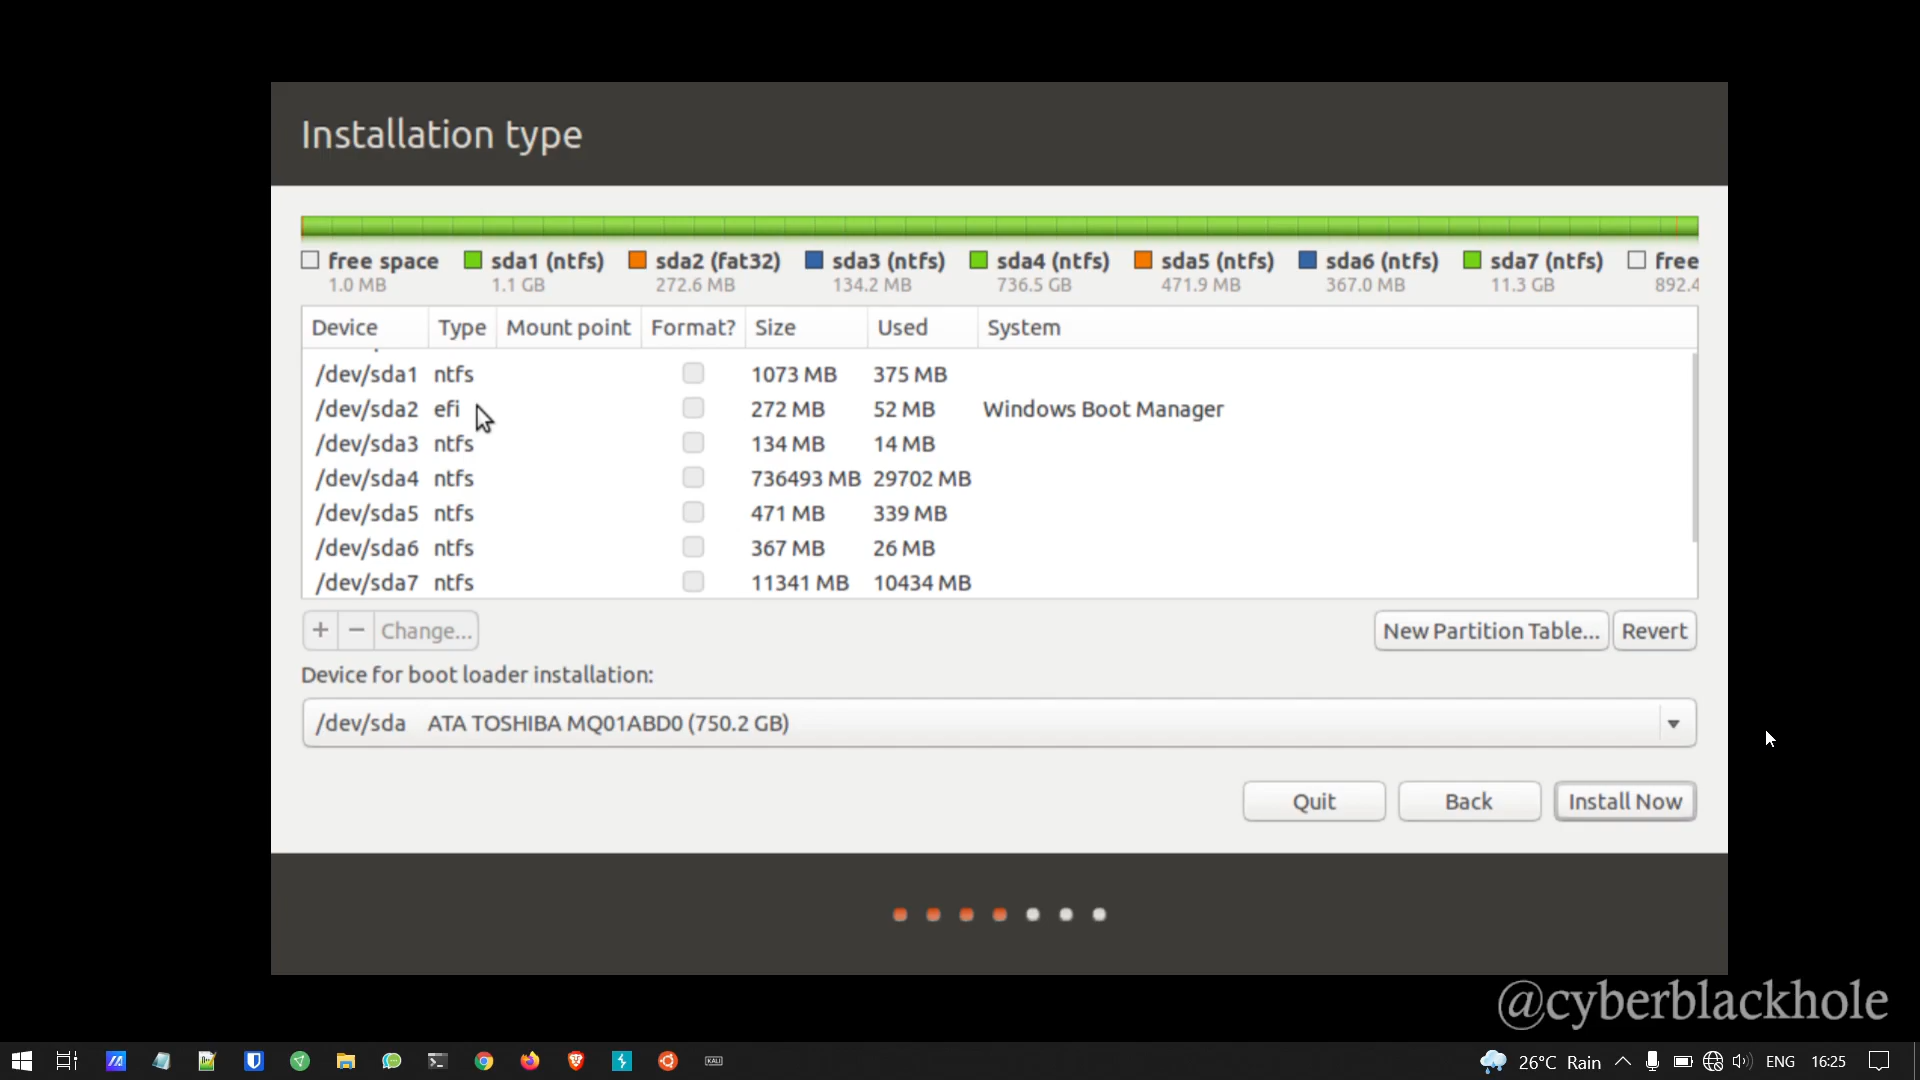 Installation type
free space sda1 (ntfs) sda2 (fat32) sda3 (ntfs) sda4 (ntfs) sda5 (ntfs) sda6 (ntfs) sda7 (ntfs) free
1.0 MB 1.1 GB 272.6 MB 134.2 MB 736.5 GB 471.9 MB 367.0 MB 11.3 GB 892.4
Device Type Mount point Format? Size Used System
/dev/sda1 ntfs 1073 MB 375 MB
/dev/sda2 efi 272 MB 52 MB Windows Boot Manager
/dev/sda3 ntfs 134 MB 14 MB
/dev/sda4 ntfs 736493 MB 29702 MB
/dev/sda5 ntfs 471 MB 339 MB
/dev/sda6 ntfs 367 MB 26 MB
/dev/sda7 ntfs 11341 MB 10434 MB
+ − Change... New Partition Table... Revert
Device for boot loader installation:
/dev/sda ATA TOSHIBA MQ01ABD0 (750.2 GB)
Quit Back Install Now
@cyberblackhole
KALI 26°C Rain ENG 16:25